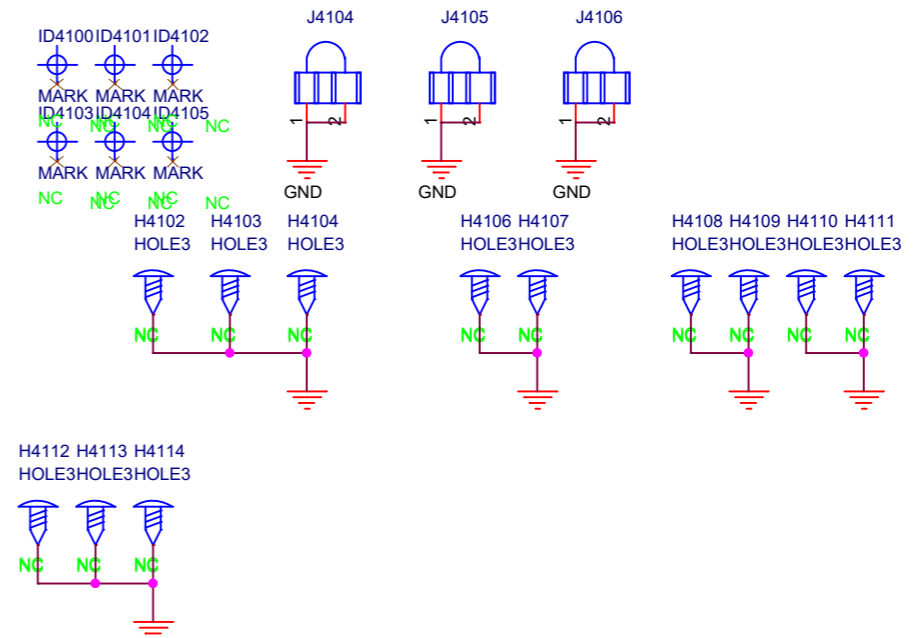 J4104 J4105 J4106
ID4100 ID4101 ID4102
MARK MARK MARK
ID4103 ID4104 ID4105
NC NC NC NC NC
1 2 1 2 1 2
MARK MARK MARK
GND GND GND
NC NC NC NC NC
H4102 H4103 H4104 H4106 H4107 H4108 H4109 H4110 H4111
HOLE3 HOLE3 HOLE3 HOLE3 HOLE3 HOLE3 HOLE3 HOLE3 HOLE3
NC NC NC NC NC NC NC NC NC
H4112 H4113 H4114
HOLE3 HOLE3 HOLE3
NC NC NC